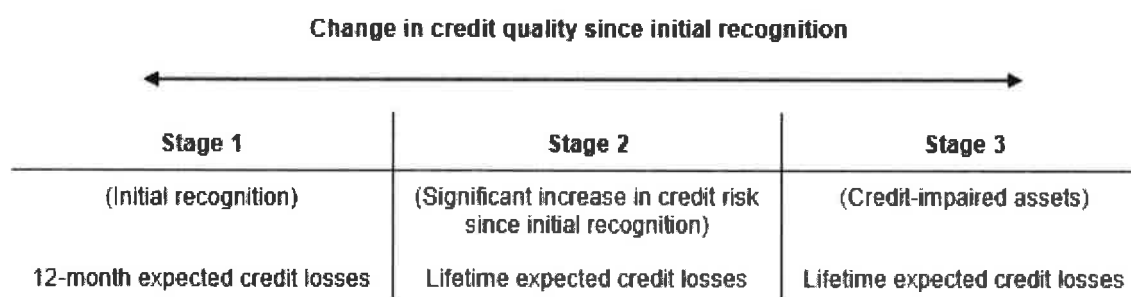 Change in credit quality since initial recognition
Stage 1
Stage 2
Stage 3
(Initial recognition)
(Significant increase in credit risk
since initial recognition)
(Credit-impaired assets)
12-month expected credit losses
Lifetime expected credit losses
Lifetime expected credit losses